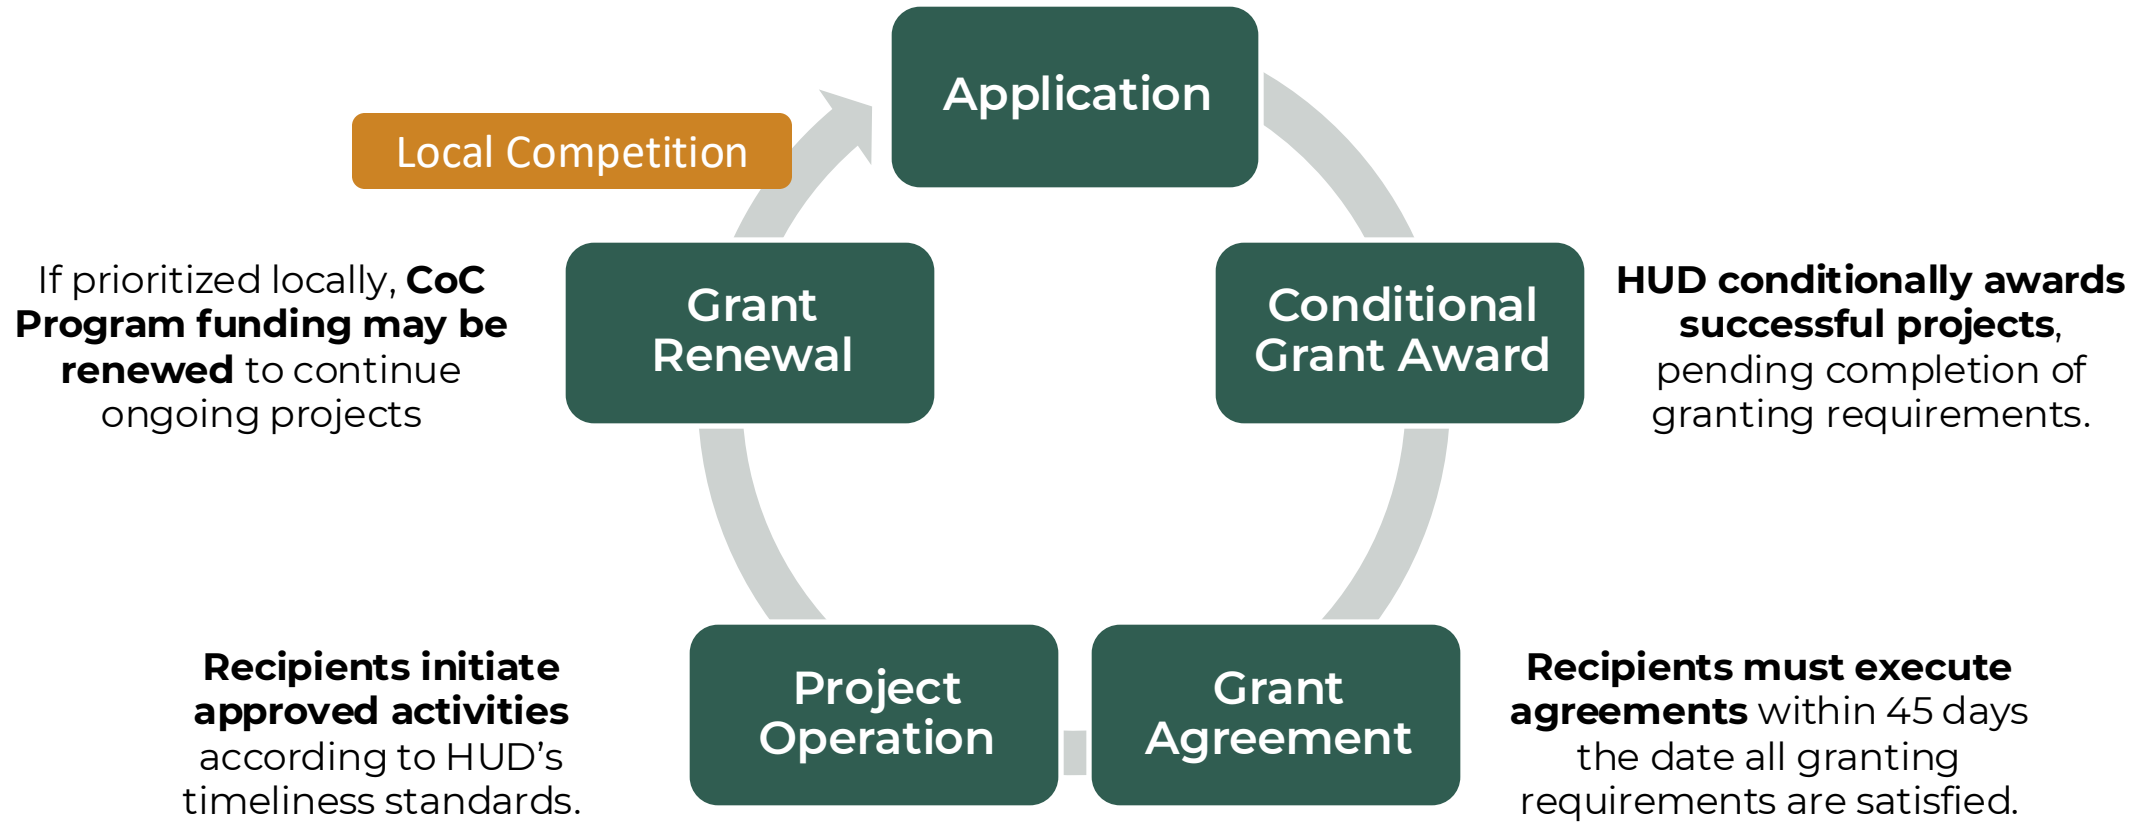 Application
Local Competition
Conditional
Grant Award
HUD conditionally awards
successful projects,
pending completion of
granting requirements.
Grant
Agreement
Recipients must execute
agreements within 45 days
the date all granting
requirements are satisfied.
Project
Operation
Recipients initiate
approved activities
according to HUD’s
timeliness standards.
Grant
Renewal
If prioritized locally, CoC
Program funding may be
renewed to continue
ongoing projects